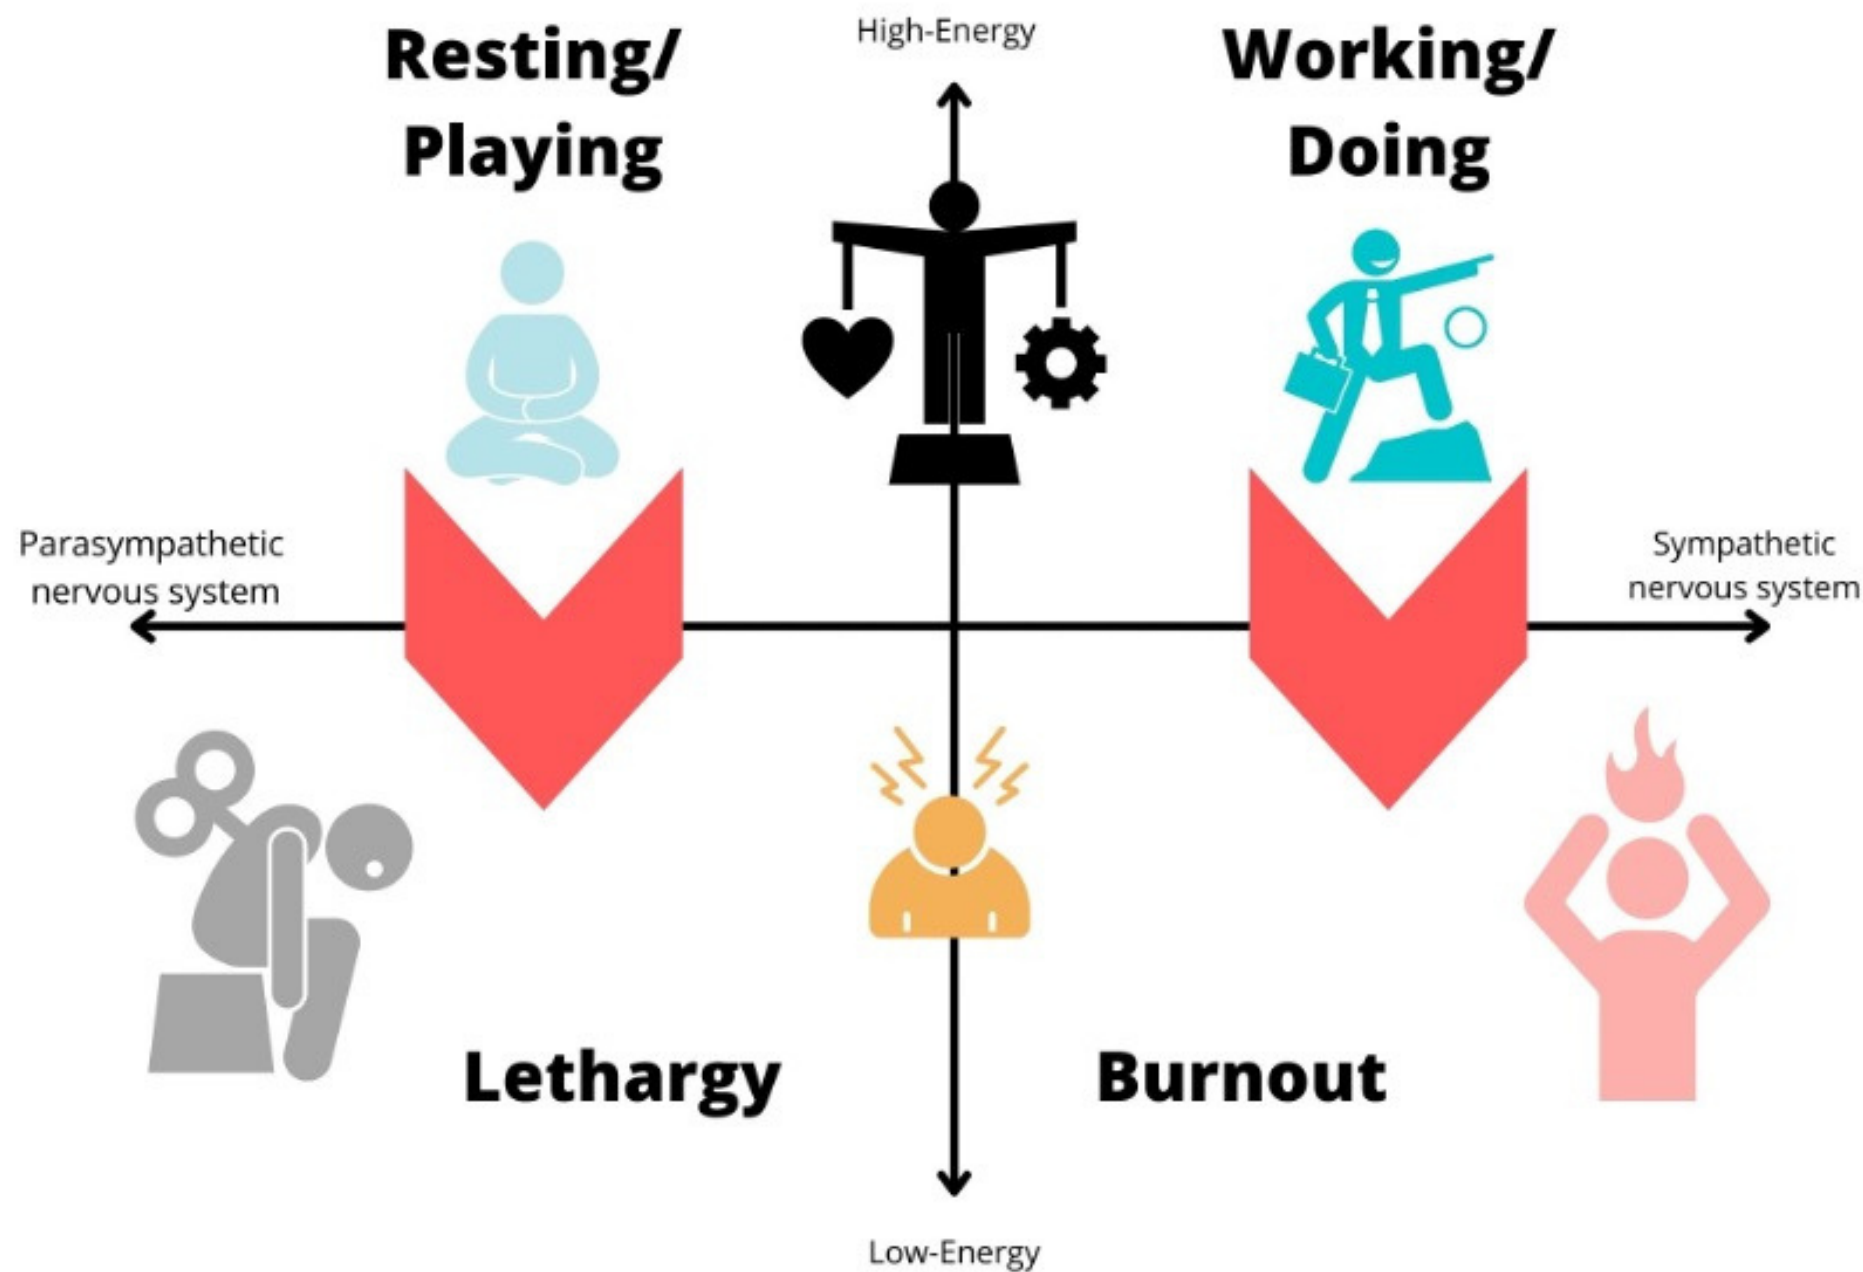 High-Energy
Resting/
Playing
Working/
Doing
Parasympathetic
nervous system
Sympathetic
nervous system
Lethargy
Burnout
Low-Energy